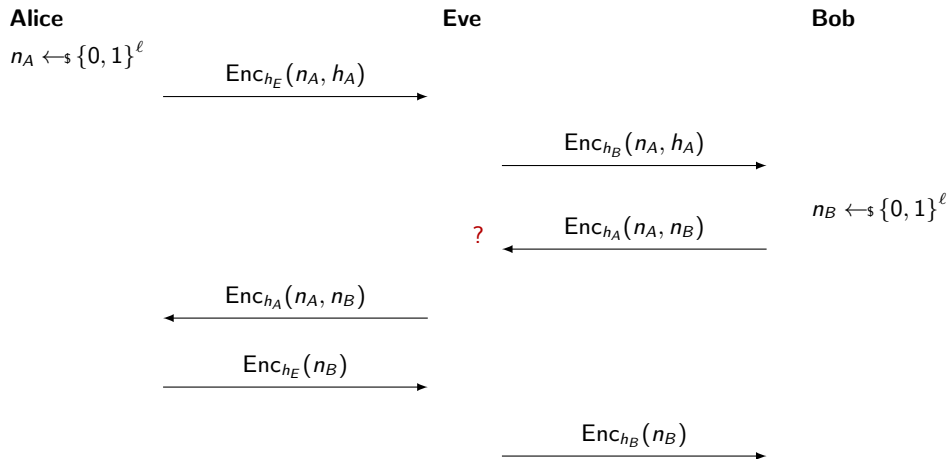 Alice Eve Bob
n_A ←$ {0, 1}^ℓ
Enc_{h_E}(n_A, h_A)
Enc_{h_B}(n_A, h_A)
n_B ←$ {0, 1}^ℓ
?
Enc_{h_A}(n_A, n_B)
Enc_{h_A}(n_A, n_B)
Enc_{h_E}(n_B)
Enc_{h_B}(n_B)